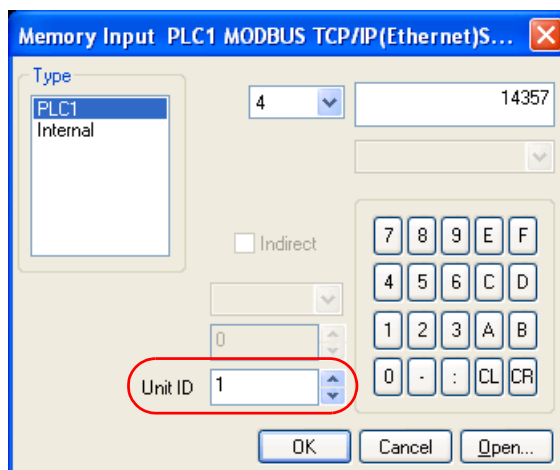 Memory Input PLC1 MODBUS TCP/IP(Ethernet)S...
Type
PLC1
Internal
4
14357
Indirect
7 8 9 E F
4 5 6 C D
1 2 3 A B
0 - : CL CR
0
Unit ID 1
OK Cancel Open...